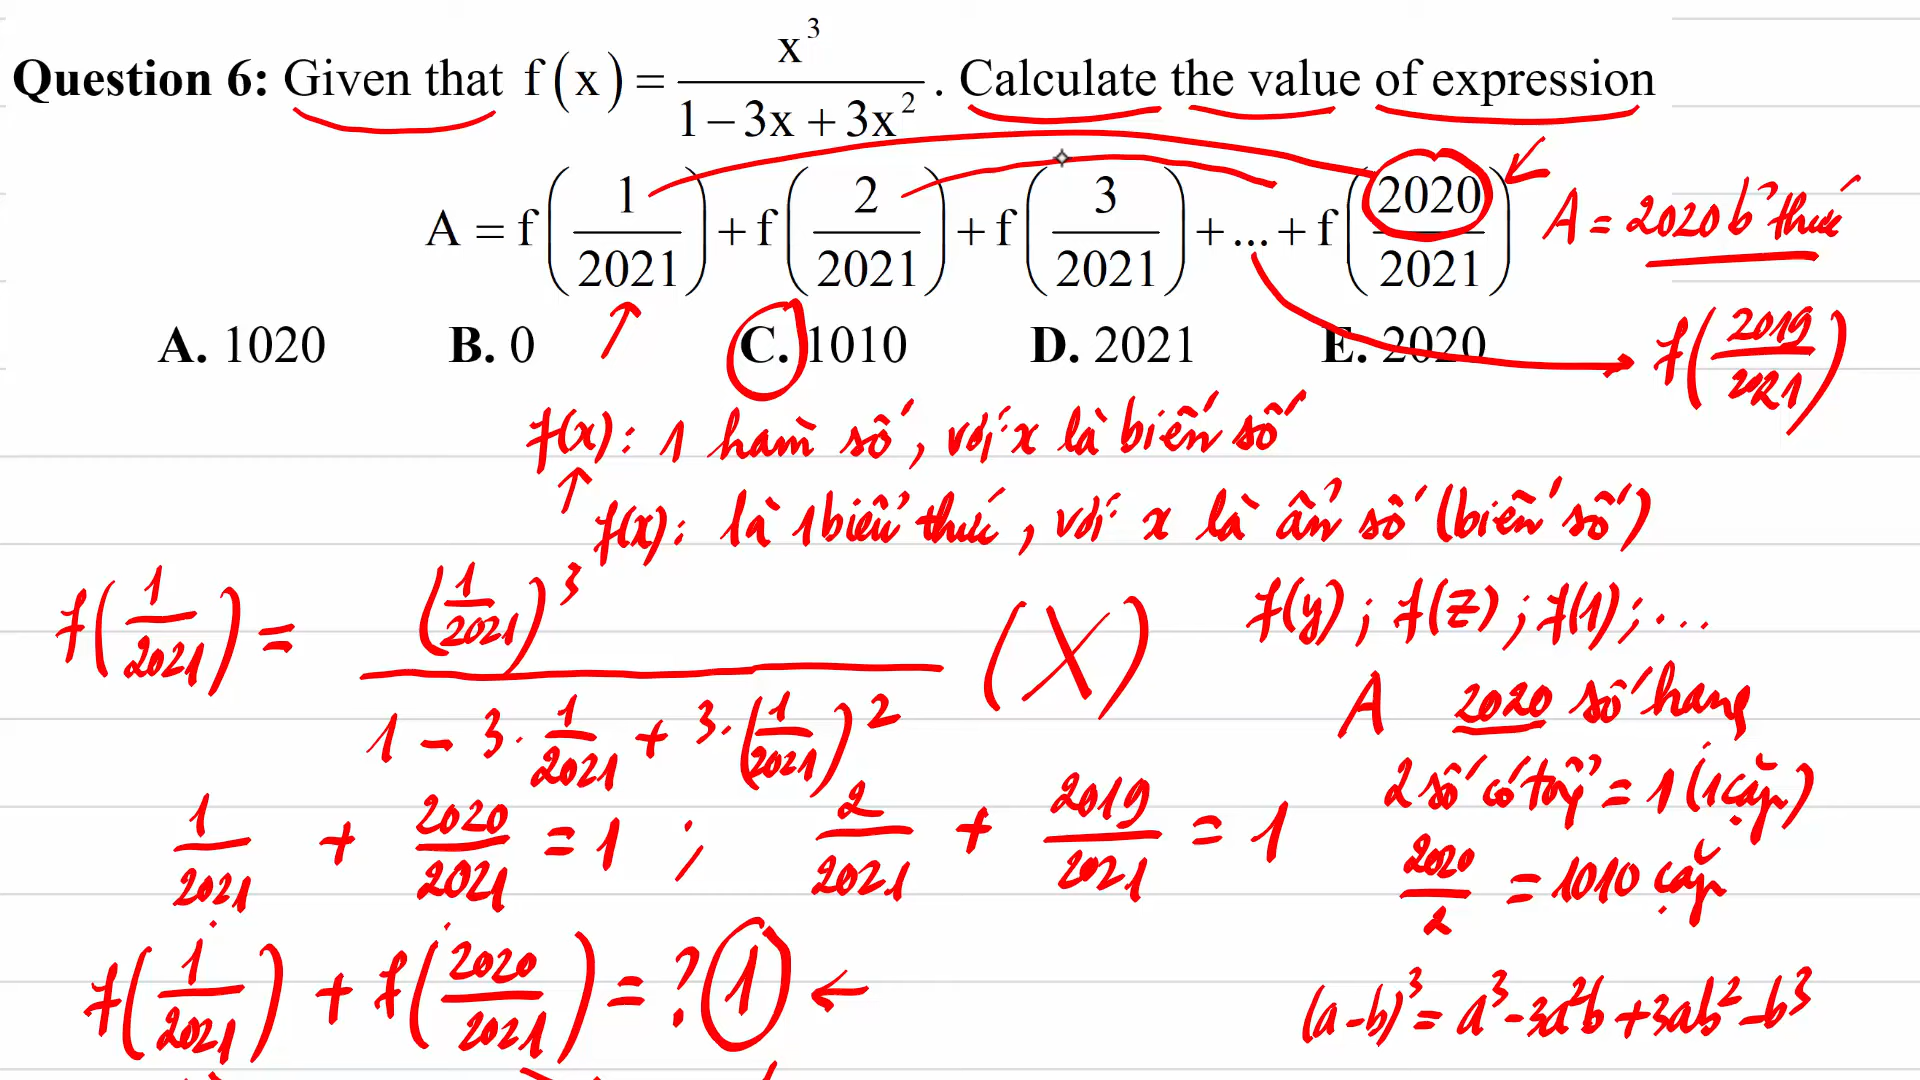 Question 6: Given that f(x) = x³ / (1 − 3x + 3x²) . Calculate the value of expression
A = f(1/2021) + f(2/2021) + f(3/2021) + ... + f(2020/2021)
A = 2020 b' thức
A. 1020 B. 0 C. 1010 D. 2021 E. 2020
f(2019/2021)
f(x): 1 hàm số, với x là biến số
f(x): là 1 biểu thức, với x là ẩn số (biến số)
f(1/2021) = (1/2021)³ / (1 − 3·1/2021 + 3·(1/2021)²) (X)
f(y); f(z); f(1); ...
A 2020 số hạng
2 số có tổng = 1 (1 cặp)
1/2021 + 2020/2021 = 1 ; 2/2021 + 2019/2021 = 1
2020/2 = 1010 cặp
f(1/2021) + f(2020/2021) = ? 1 ←
(a−b)³ = a³ − 3a²b + 3ab² − b³